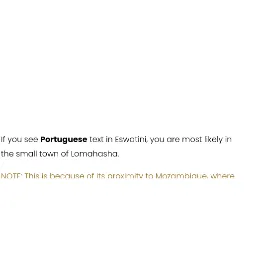 If you see Portuguese text in Eswatini, you are most likely in
the small town of Lomahasha.
NOTE: This is because of its proximity to Mozambique, where